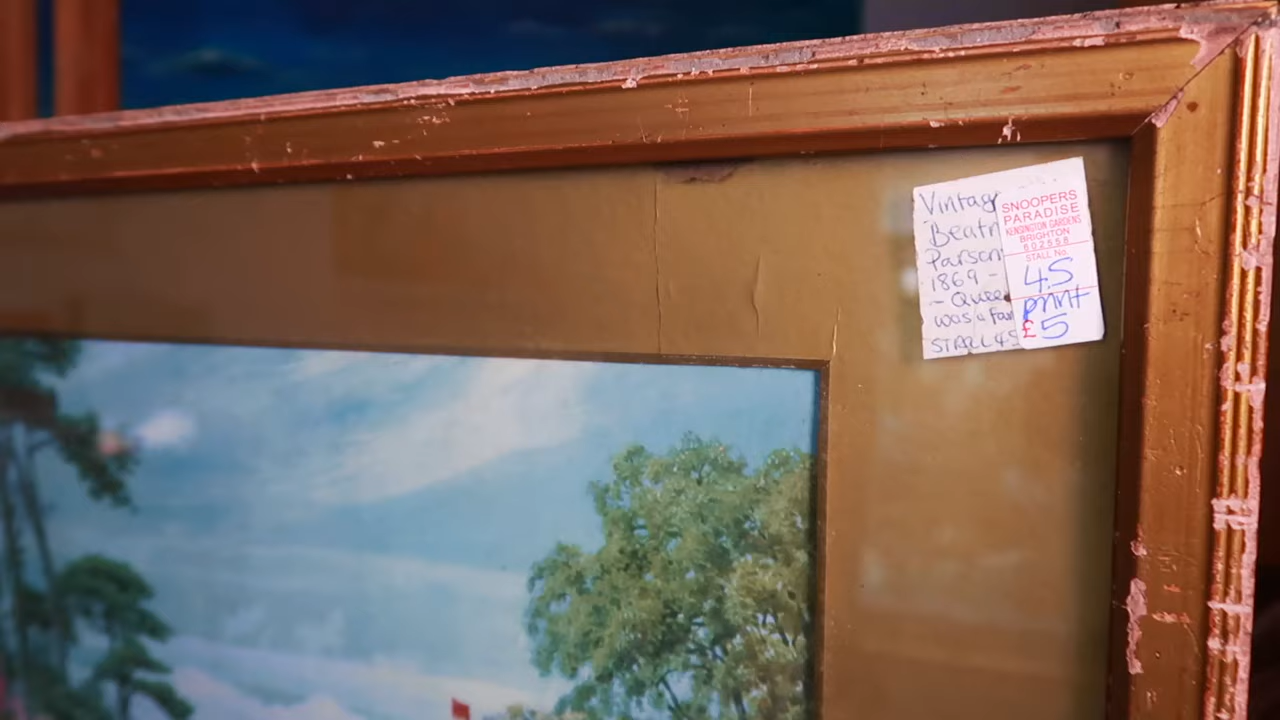 Vintag
Beatr
Parson
1869 -
- Quee
was a fa
STALL 45
SNOOPERS
PARADISE
KENSINGTON GARDENS
BRIGHTON
602558
STALL No.
45
print
£5